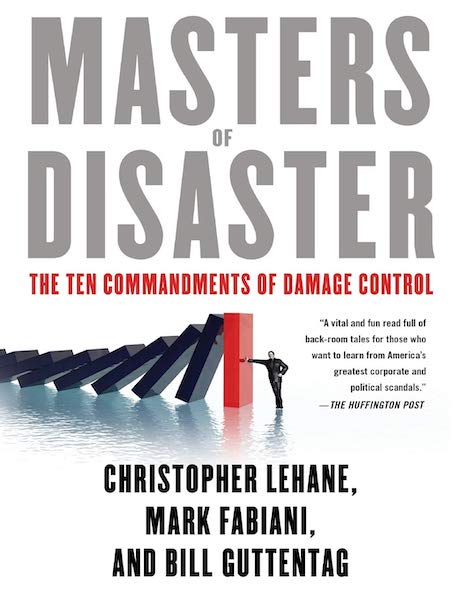 MASTERS
OF
DISASTER
THE TEN COMMANDMENTS OF DAMAGE CONTROL
“A vital and fun read full of
back-room tales for those who
want to learn from America’s
greatest corporate and
political scandals.”
—THE HUFFINGTON POST
CHRISTOPHER LEHANE,
MARK FABIANI,
AND BILL GUTTENTAG